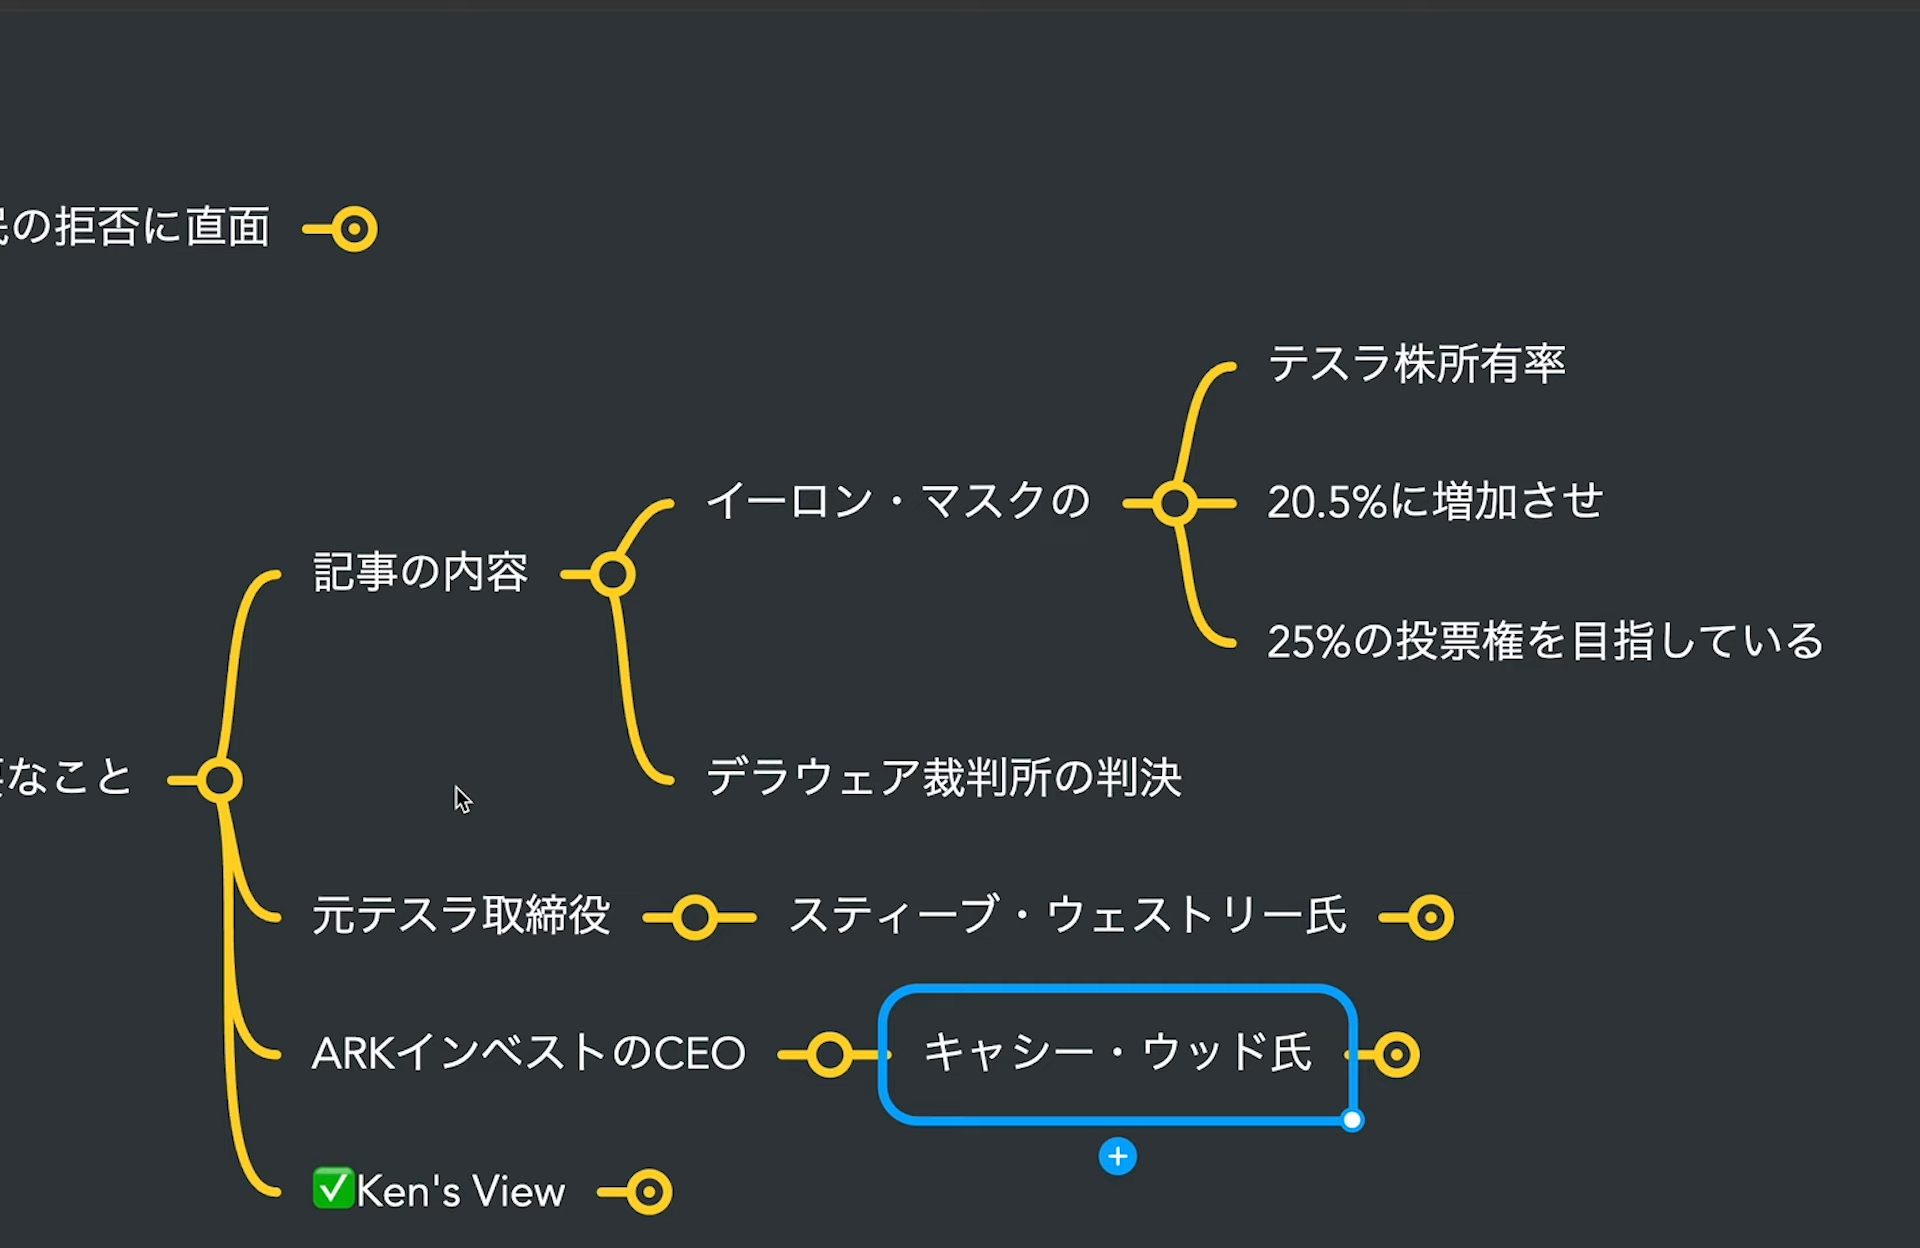 の拒否に直面
テスラ株所有率
イーロン・マスクの
20.5%に増加させ
記事の内容
25%の投票権を目指している
なこと
デラウェア裁判所の判決
元テスラ取締役
スティーブ・ウェストリー氏
ARKインベストのCEO
キャシー・ウッド氏
✅Ken's View